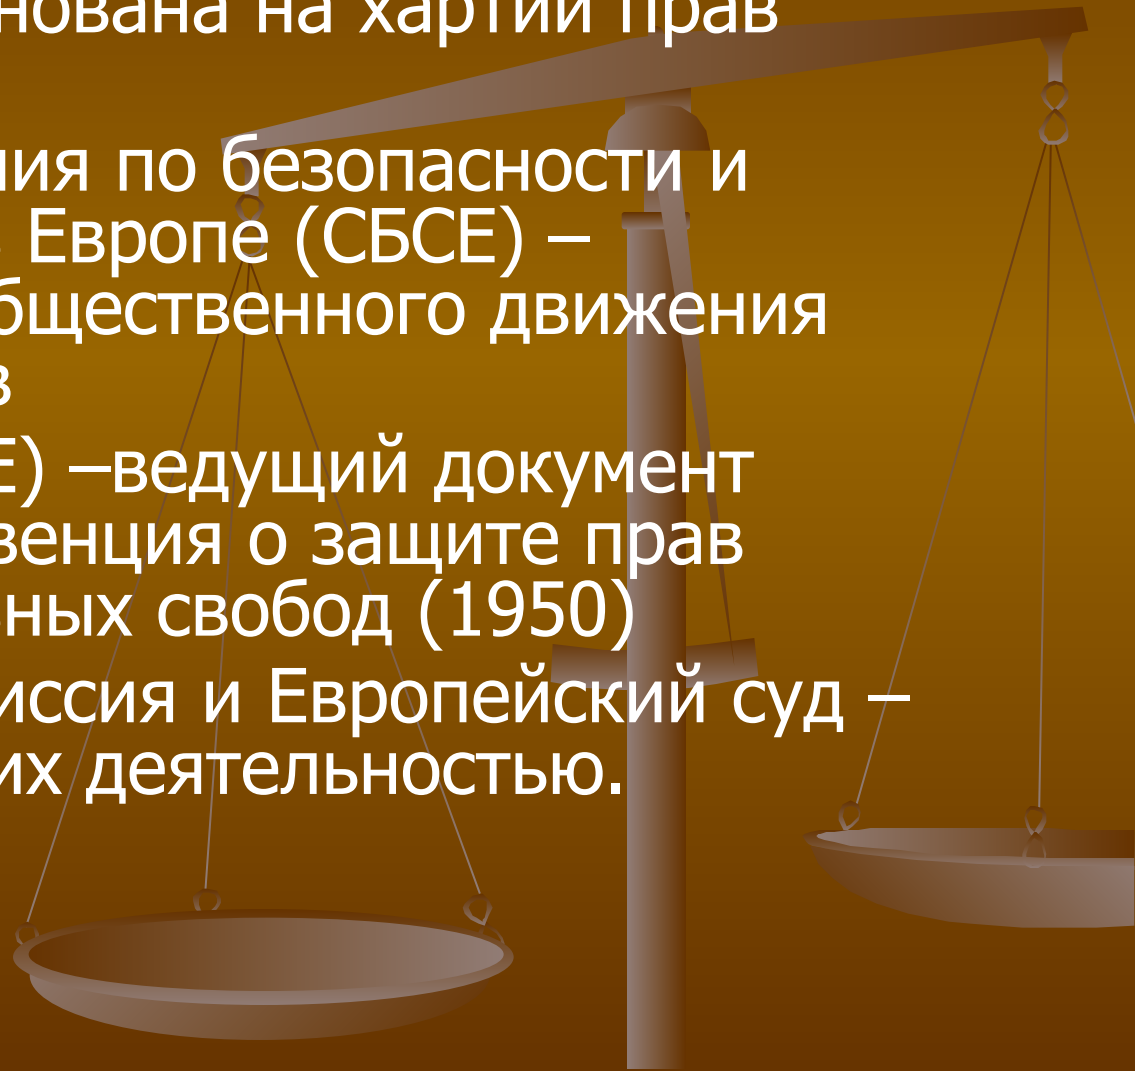 нована на хартии прав
ния по безопасности и
Европе (СБСЕ) –
бщественного движения
в
Е) –ведущий документ
венция о защите прав
ных свобод (1950)
иссия и Европейский суд –
их деятельностью.